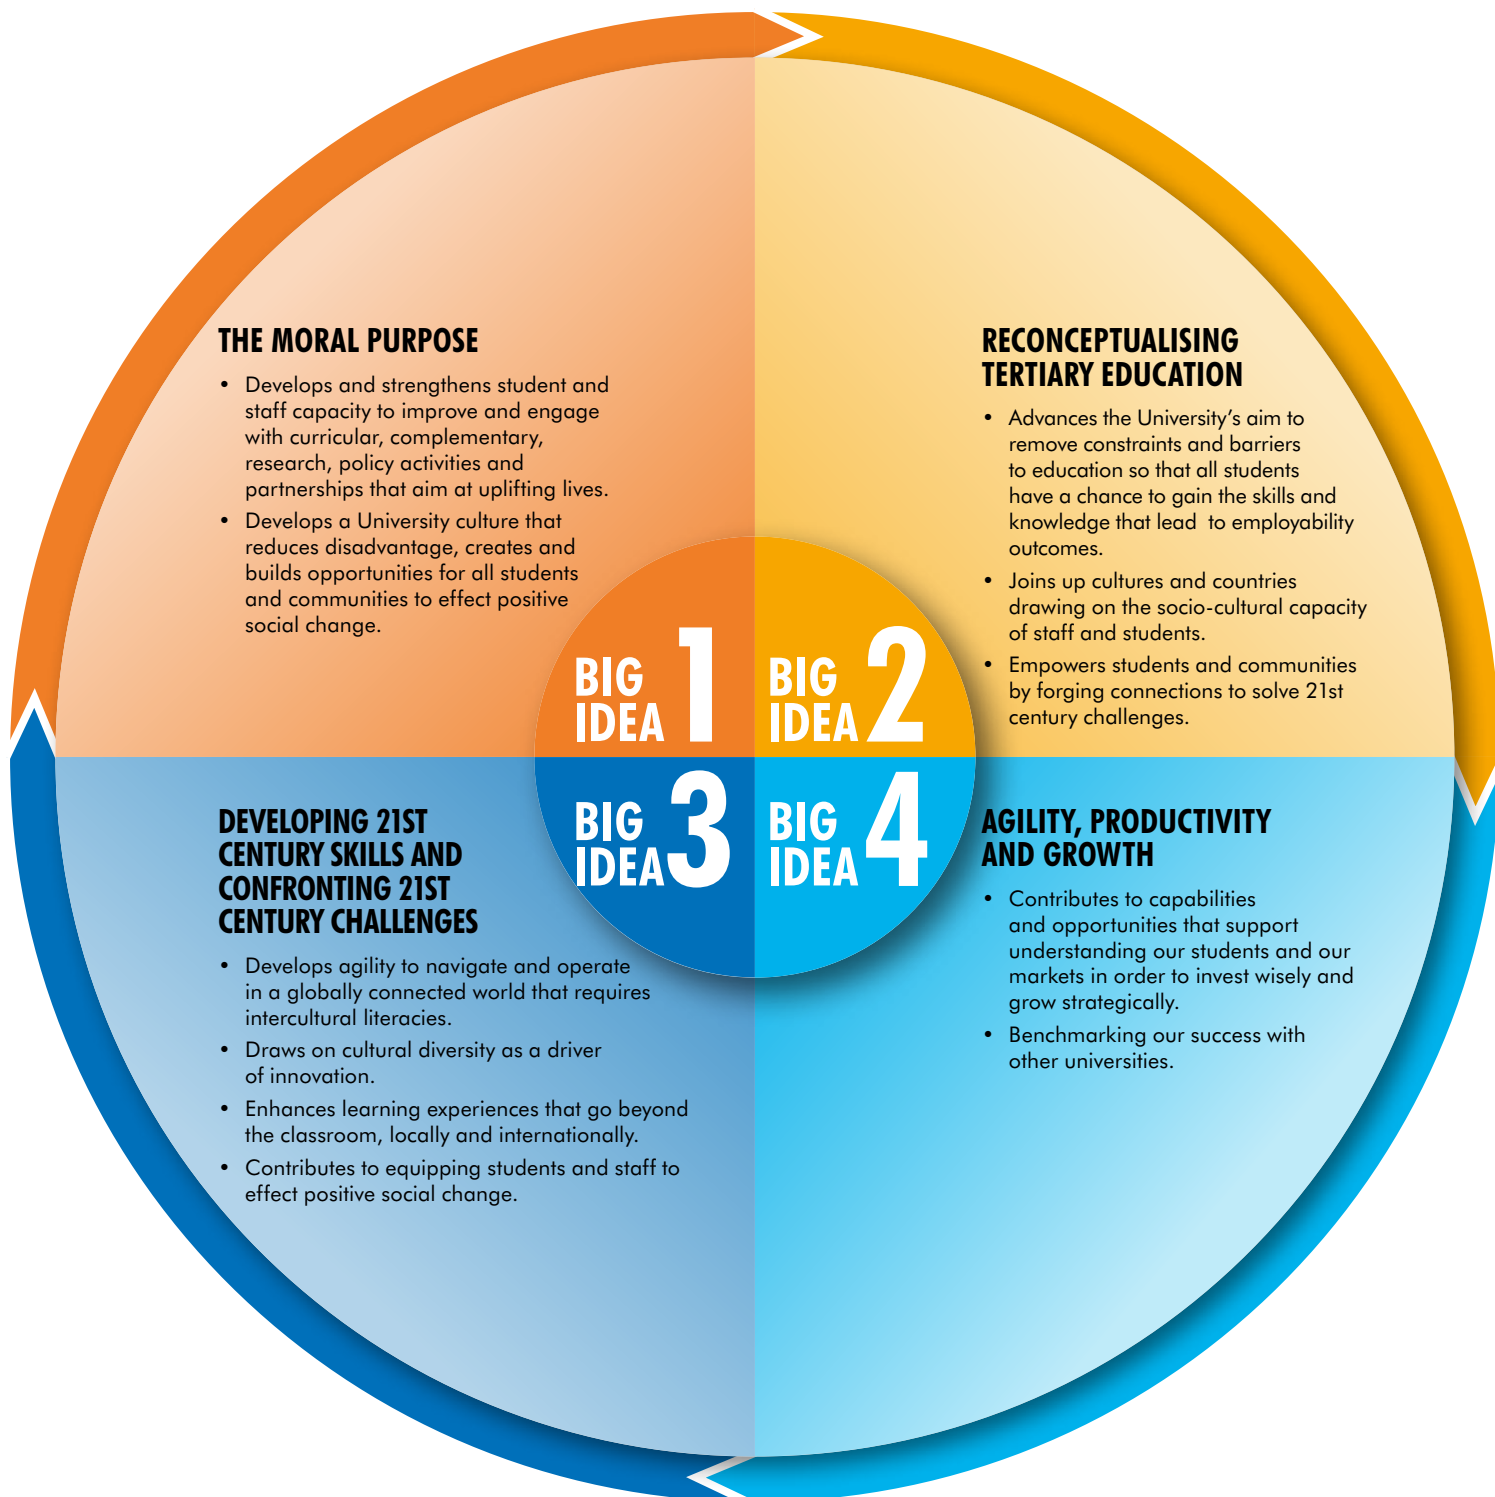 THE MORAL PURPOSE
• Develops and strengthens student and
staff capacity to improve and engage
with curricular, complementary,
research, policy activities and
partnerships that aim at uplifting lives.
• Develops a University culture that
reduces disadvantage, creates and
builds opportunities for all students
and communities to effect positive
social change.
RECONCEPTUALISING
TERTIARY EDUCATION
• Advances the University’s aim to
remove constraints and barriers
to education so that all students
have a chance to gain the skills and
knowledge that lead  to employability
outcomes.
• Joins up cultures and countries
drawing on the socio-cultural capacity
of staff and students.
• Empowers students and communities
by forging connections to solve 21st
century challenges.
BIG
IDEA 1
BIG
IDEA 2
BIG
IDEA 3
BIG
IDEA 4
DEVELOPING 21ST
CENTURY SKILLS AND
CONFRONTING 21ST
CENTURY CHALLENGES
• Develops agility to navigate and operate
in a globally connected world that requires
intercultural literacies.
• Draws on cultural diversity as a driver
of innovation.
• Enhances learning experiences that go beyond
the classroom, locally and internationally.
• Contributes to equipping students and staff to
effect positive social change.
AGILITY, PRODUCTIVITY
AND GROWTH
• Contributes to capabilities
and opportunities that support
understanding our students and our
markets in order to invest wisely and
grow strategically.
• Benchmarking our success with
other universities.